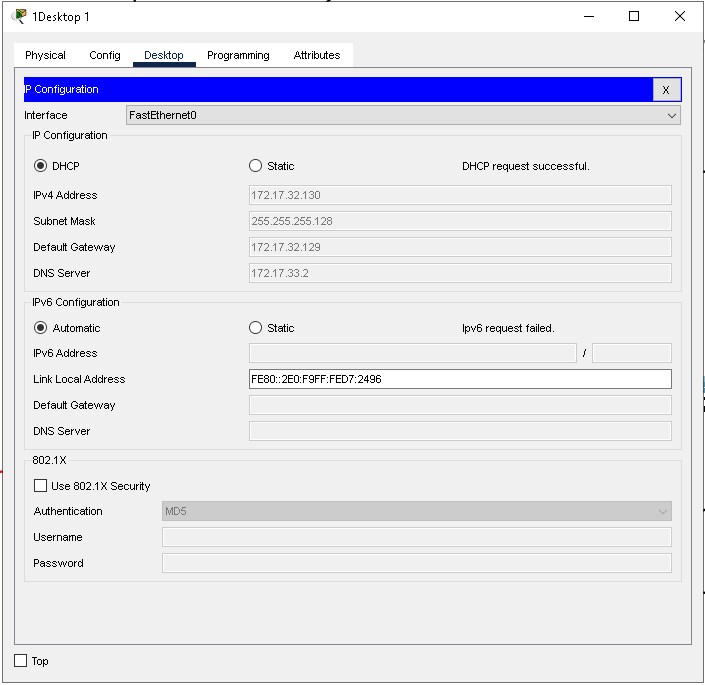 1Desktop 1
Physical Config Desktop Programming Attributes
IP Configuration X
Interface FastEthernet0
IP Configuration
DHCP Static DHCP request successful.
IPv4 Address 172.17.32.130
Subnet Mask 255.255.255.128
Default Gateway 172.17.32.129
DNS Server 172.17.33.2
IPv6 Configuration
Automatic Static Ipv6 request failed.
IPv6 Address /
Link Local Address FE80::2E0:F9FF:FED7:2496
Default Gateway
DNS Server
802.1X
Use 802.1X Security
Authentication MD5
Username
Password
Top